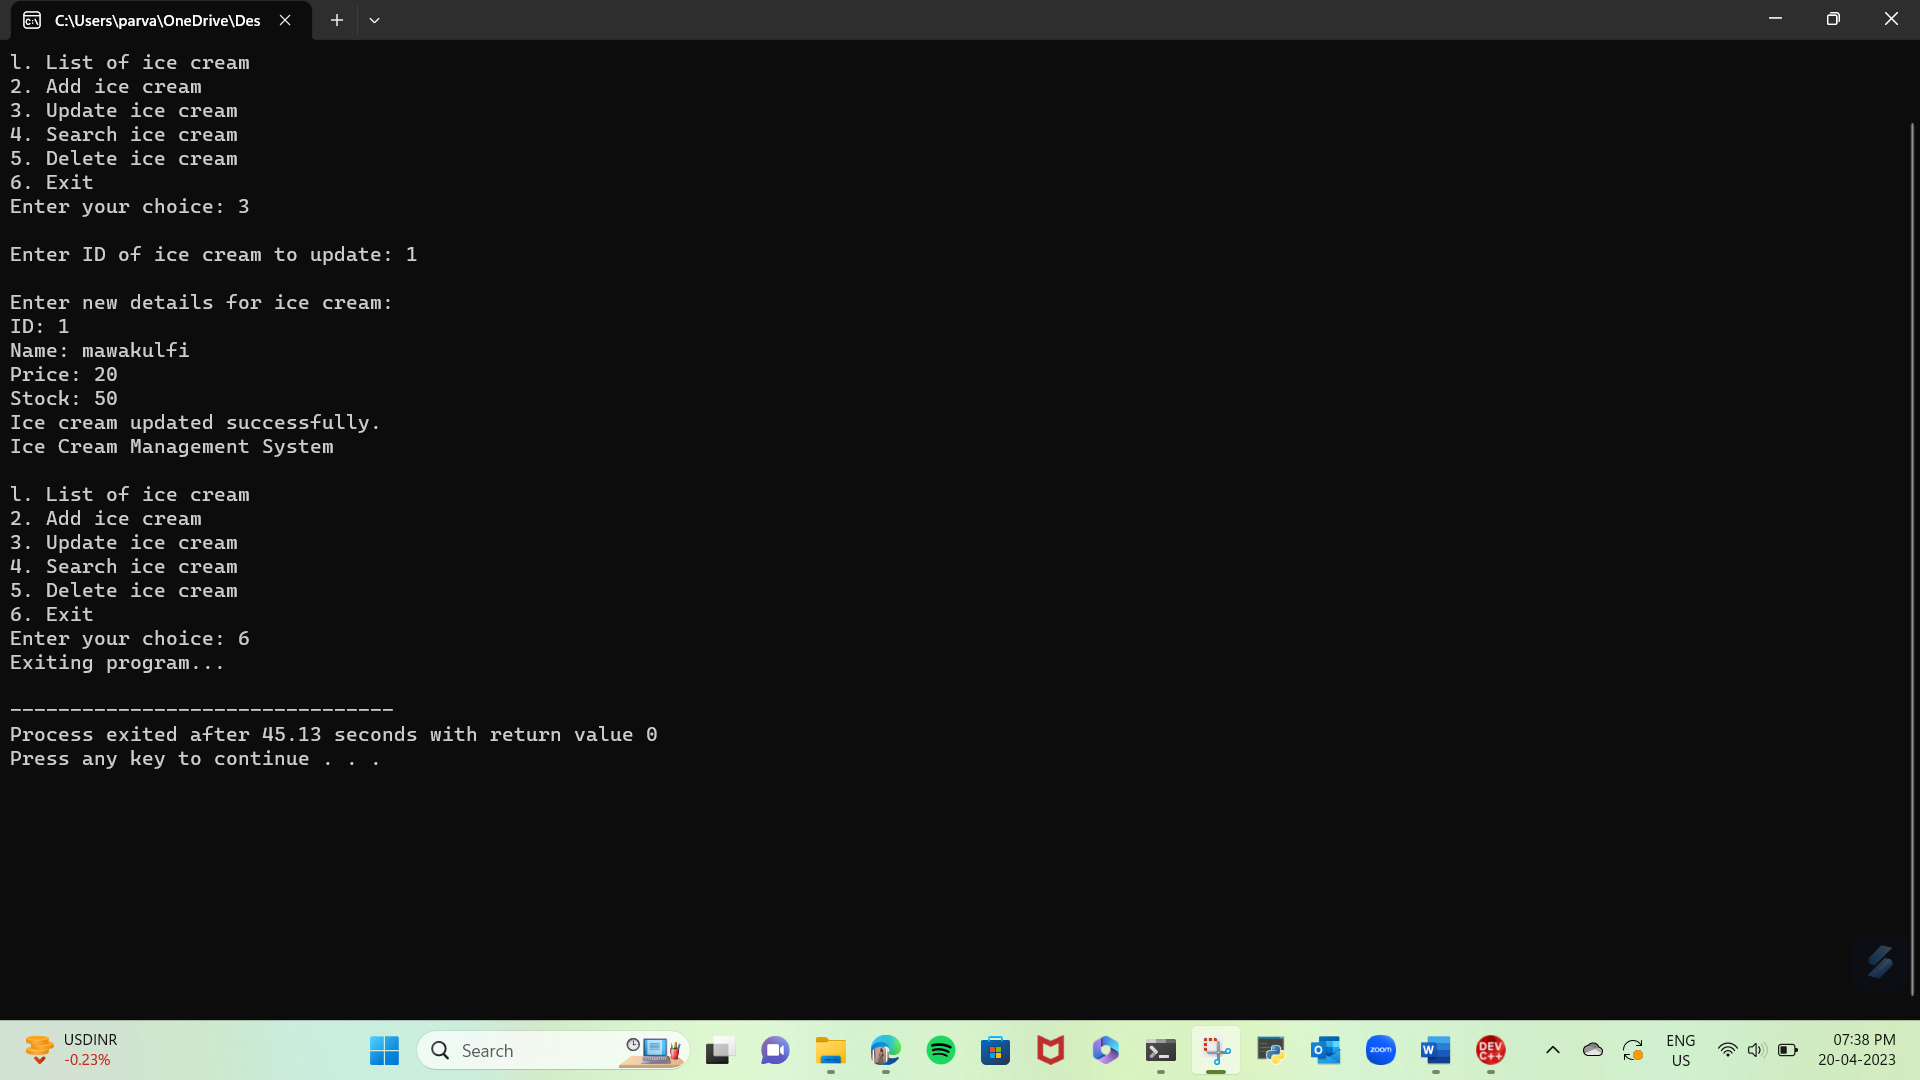 C:\Users\parva\OneDrive\Des
l. List of ice cream
2. Add ice cream
3. Update ice cream
4. Search ice cream
5. Delete ice cream
6. Exit
Enter your choice: 3
Enter ID of ice cream to update: 1
Enter new details for ice cream:
ID: 1
Name: mawakulfi
Price: 20
Stock: 50
Ice cream updated successfully.
Ice Cream Management System
l. List of ice cream
2. Add ice cream
3. Update ice cream
4. Search ice cream
5. Delete ice cream
6. Exit
Enter your choice: 6
Exiting program...
--------------------------------
Process exited after 45.13 seconds with return value 0
Press any key to continue . . .
USDINR
-0.23%
Search
zoom
W
DEV
C++
ENG
US
07:38 PM
20-04-2023